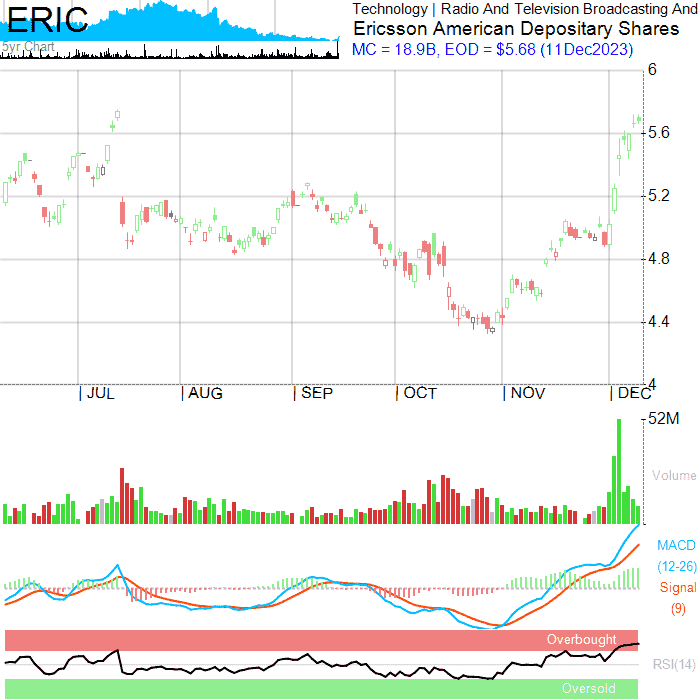 ERIC
5yr Chart
Technology | Radio And Television Broadcasting And
Ericsson American Depositary Shares
MC = 18.9B, EOD = $5.68 (11Dec2023)
6
5.6
5.2
4.8
4.4
4
| JUL | AUG | SEP | OCT | NOV | DEC
52M
Volume
MACD
(12-26)
Signal
(9)
Overbought
RSI(14)
Oversold